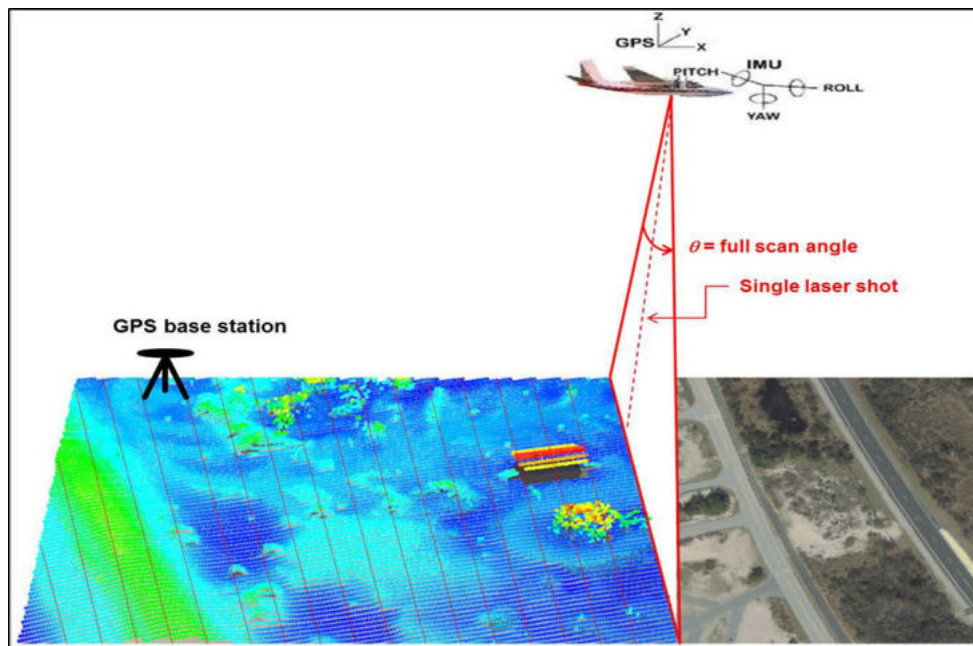 Z
Y
GPS
X
IMU
PITCH
ROLL
YAW
θ = full scan angle
Single laser shot
GPS base station